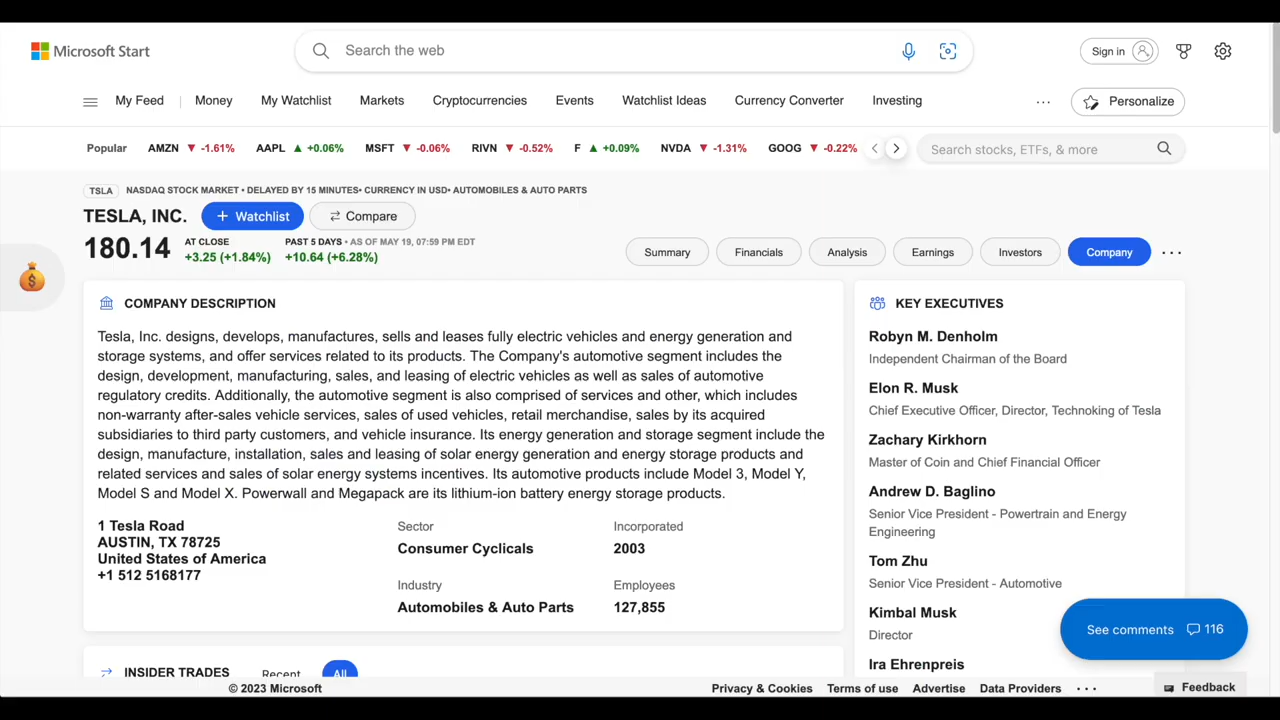 Microsoft Start
Search the web
Sign in
My Feed
Money
My Watchlist
Markets
Cryptocurrencies
Events
Watchlist Ideas
Currency Converter
Investing
Personalize
Popular
AMZN ▼ -1.61%
AAPL ▲ +0.06%
MSFT ▼ -0.06%
RIVN ▼ -0.52%
F ▲ +0.09%
NVDA ▼ -1.31%
GOOG ▼ -0.22%
Search stocks, ETFs, & more
TSLA NASDAQ STOCK MARKET • DELAYED BY 15 MINUTES• CURRENCY IN USD• AUTOMOBILES & AUTO PARTS
TESLA, INC.
+ Watchlist
Compare
180.14
AT CLOSE
+3.25 (+1.84%)
PAST 5 DAYS • AS OF MAY 19, 07:59 PM EDT
+10.64 (+6.28%)
Summary
Financials
Analysis
Earnings
Investors
Company
COMPANY DESCRIPTION
Tesla, Inc. designs, develops, manufactures, sells and leases fully electric vehicles and energy generation and
storage systems, and offer services related to its products. The Company's automotive segment includes the
design, development, manufacturing, sales, and leasing of electric vehicles as well as sales of automotive
regulatory credits. Additionally, the automotive segment is also comprised of services and other, which includes
non-warranty after-sales vehicle services, sales of used vehicles, retail merchandise, sales by its acquired
subsidiaries to third party customers, and vehicle insurance. Its energy generation and storage segment include the
design, manufacture, installation, sales and leasing of solar energy generation and energy storage products and
related services and sales of solar energy systems incentives. Its automotive products include Model 3, Model Y,
Model S and Model X. Powerwall and Megapack are its lithium-ion battery energy storage products.
1 Tesla Road
AUSTIN, TX 78725
United States of America
+1 512 5168177
Sector
Consumer Cyclicals
Incorporated
2003
Industry
Automobiles & Auto Parts
Employees
127,855
KEY EXECUTIVES
Robyn M. Denholm
Independent Chairman of the Board
Elon R. Musk
Chief Executive Officer, Director, Technoking of Tesla
Zachary Kirkhorn
Master of Coin and Chief Financial Officer
Andrew D. Baglino
Senior Vice President - Powertrain and Energy
Engineering
Tom Zhu
Senior Vice President - Automotive
Kimbal Musk
Director
Ira Ehrenpreis
See comments 116
INSIDER TRADES
Recent
All
© 2023 Microsoft
Privacy & Cookies
Terms of use
Advertise
Data Providers
Feedback